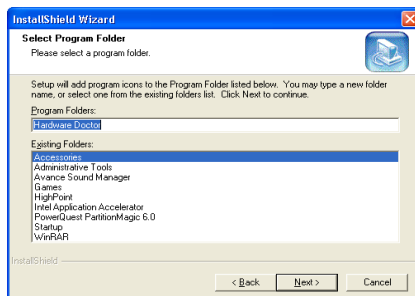 InstallShield Wizard
Select Program Folder
Please select a program folder.
Setup will add program icons to the Program Folder listed below. You may type a new folder
name, or select one from the existing folders list. Click Next to continue.
Program Folders:
Hardware Doctor
Existing Folders:
Accessories
Administrative Tools
Avance Sound Manager
Games
HighPoint
Intel Application Accelerator
PowerQuest PartitionMagic 6.0
Startup
WinRAR
InstallShield
< Back Next > Cancel